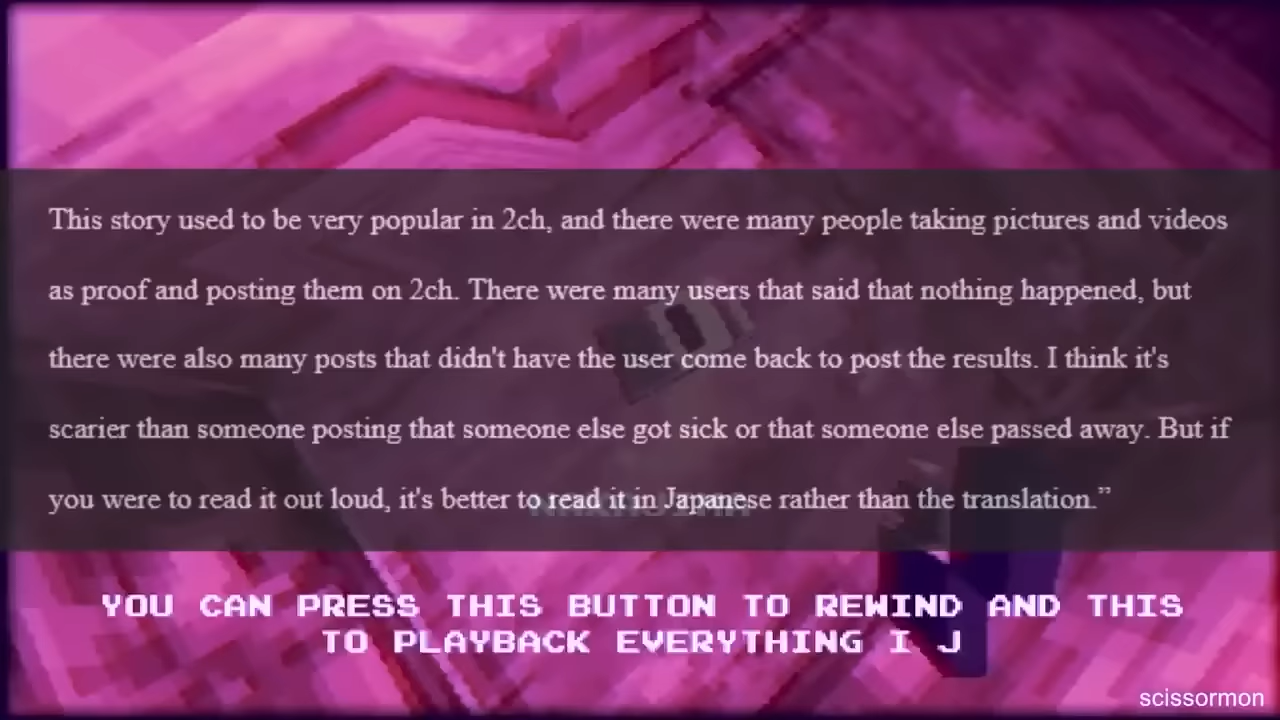 This story used to be very popular in 2ch, and there were many people taking pictures and videos
as proof and posting them on 2ch. There were many users that said that nothing happened, but
there were also many posts that didn't have the user come back to post the results. I think it's
scarier than someone posting that someone else got sick or that someone else passed away. But if
you were to read it out loud, it's better to read it in Japanese rather than the translation.”
YOU CAN PRESS THIS BUTTON TO REWIND AND THIS
TO PLAYBACK EVERYTHING I J
scissormon